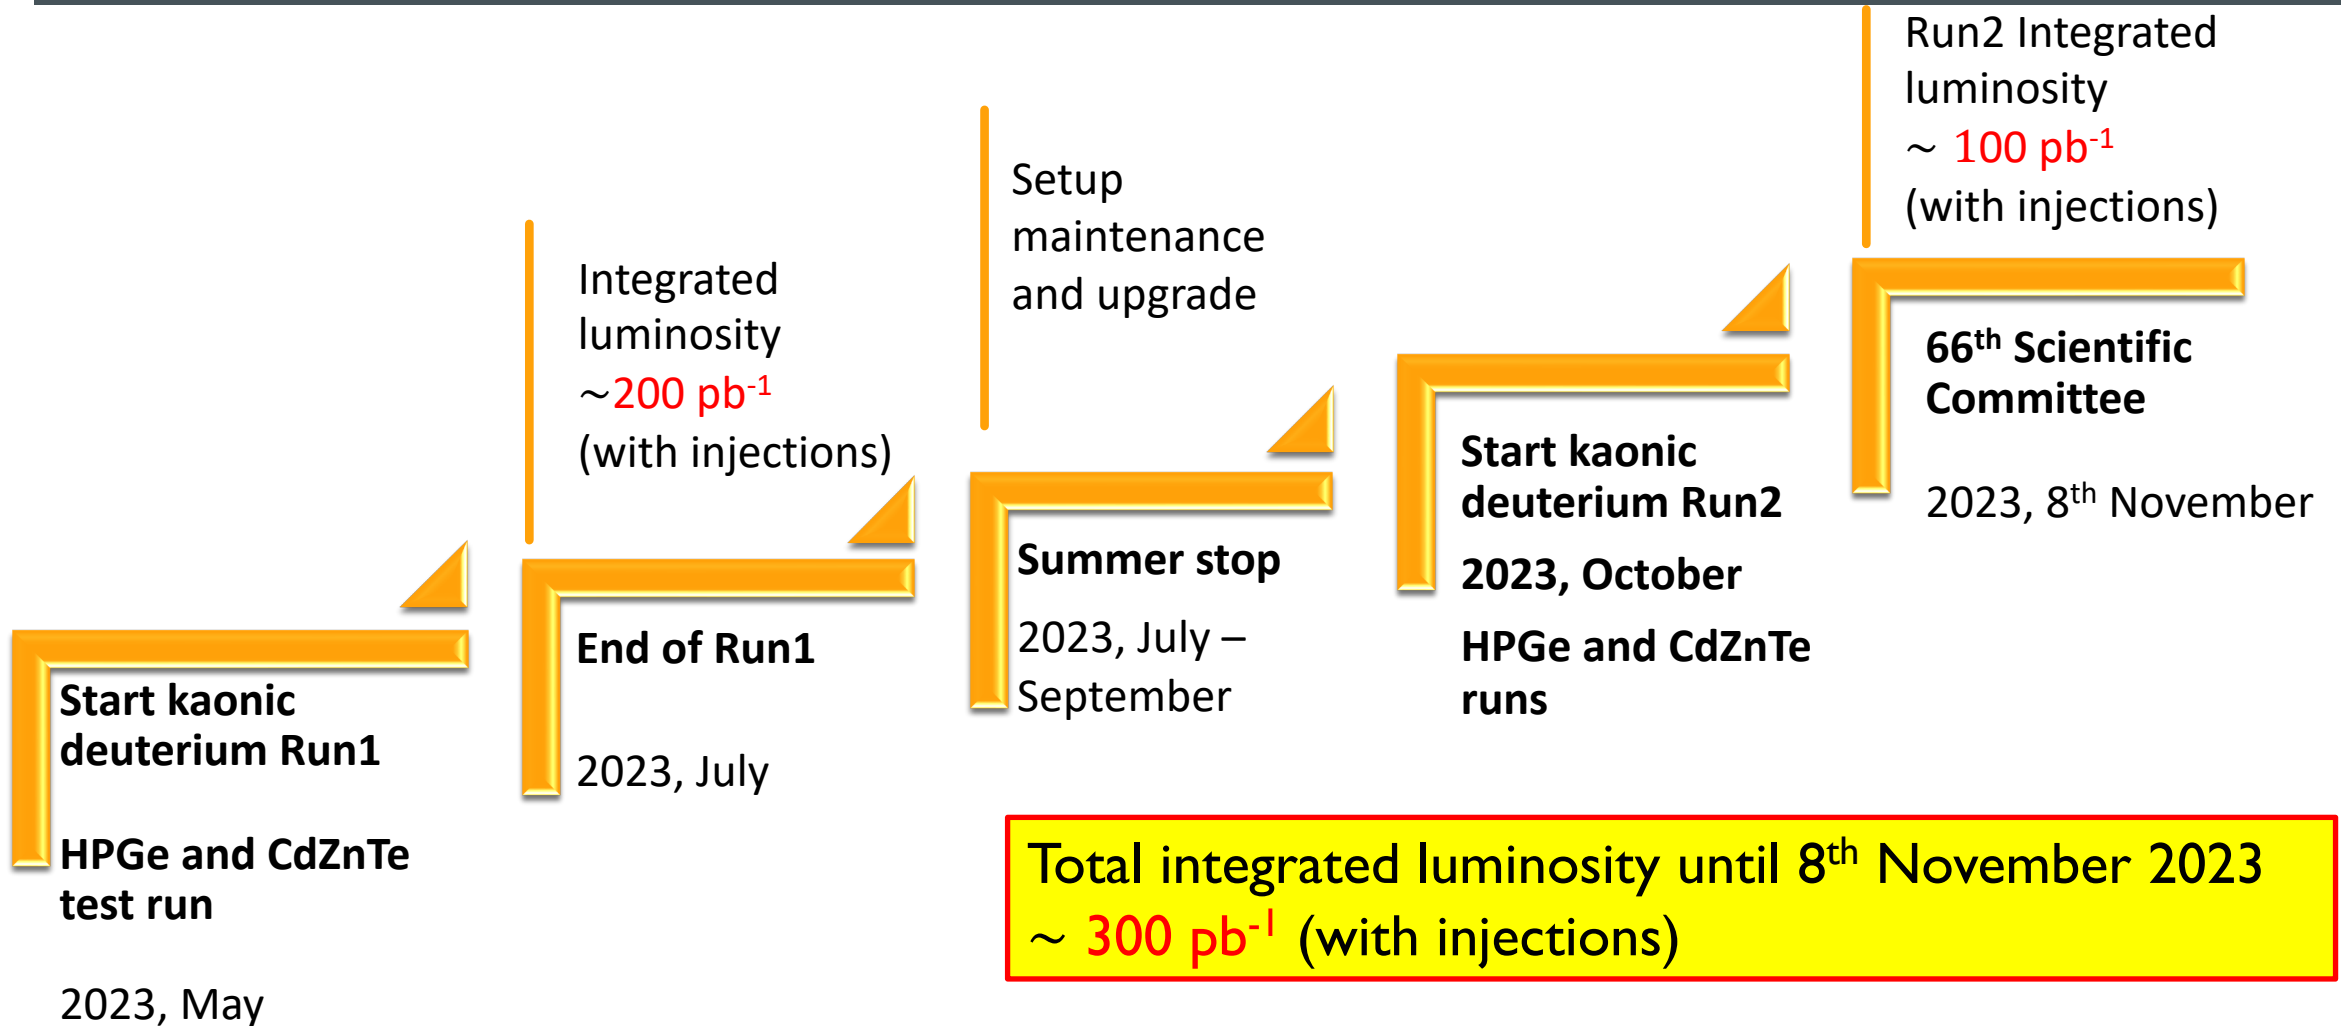 Start kaonic
deuterium Run1
HPGe and CdZnTe
test run
2023, May
Integrated
luminosity
~200 pb⁻¹
(with injections)
End of Run1
2023, July
Setup
maintenance
and upgrade
Summer stop
2023, July –
September
Start kaonic
deuterium Run2
2023, October
HPGe and CdZnTe
runs
Run2 Integrated
luminosity
~ 100 pb⁻¹
(with injections)
66ᵗʰ Scientific
Committee
2023, 8ᵗʰ November
Total integrated luminosity until 8ᵗʰ November 2023
~ 300 pb⁻¹ (with injections)